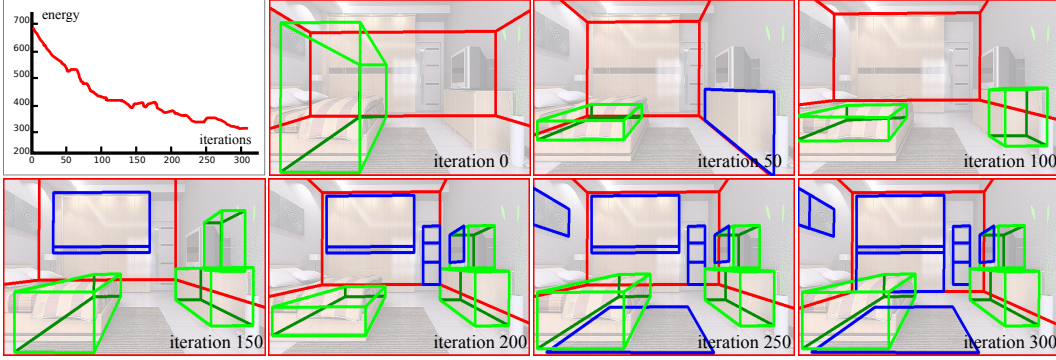 energy
700
600
500
400
300
200
0
50
100
150
200
250
300
iterations
iteration 0
iteration 50
iteration 100
iteration 150
iteration 200
iteration 250
iteration 300